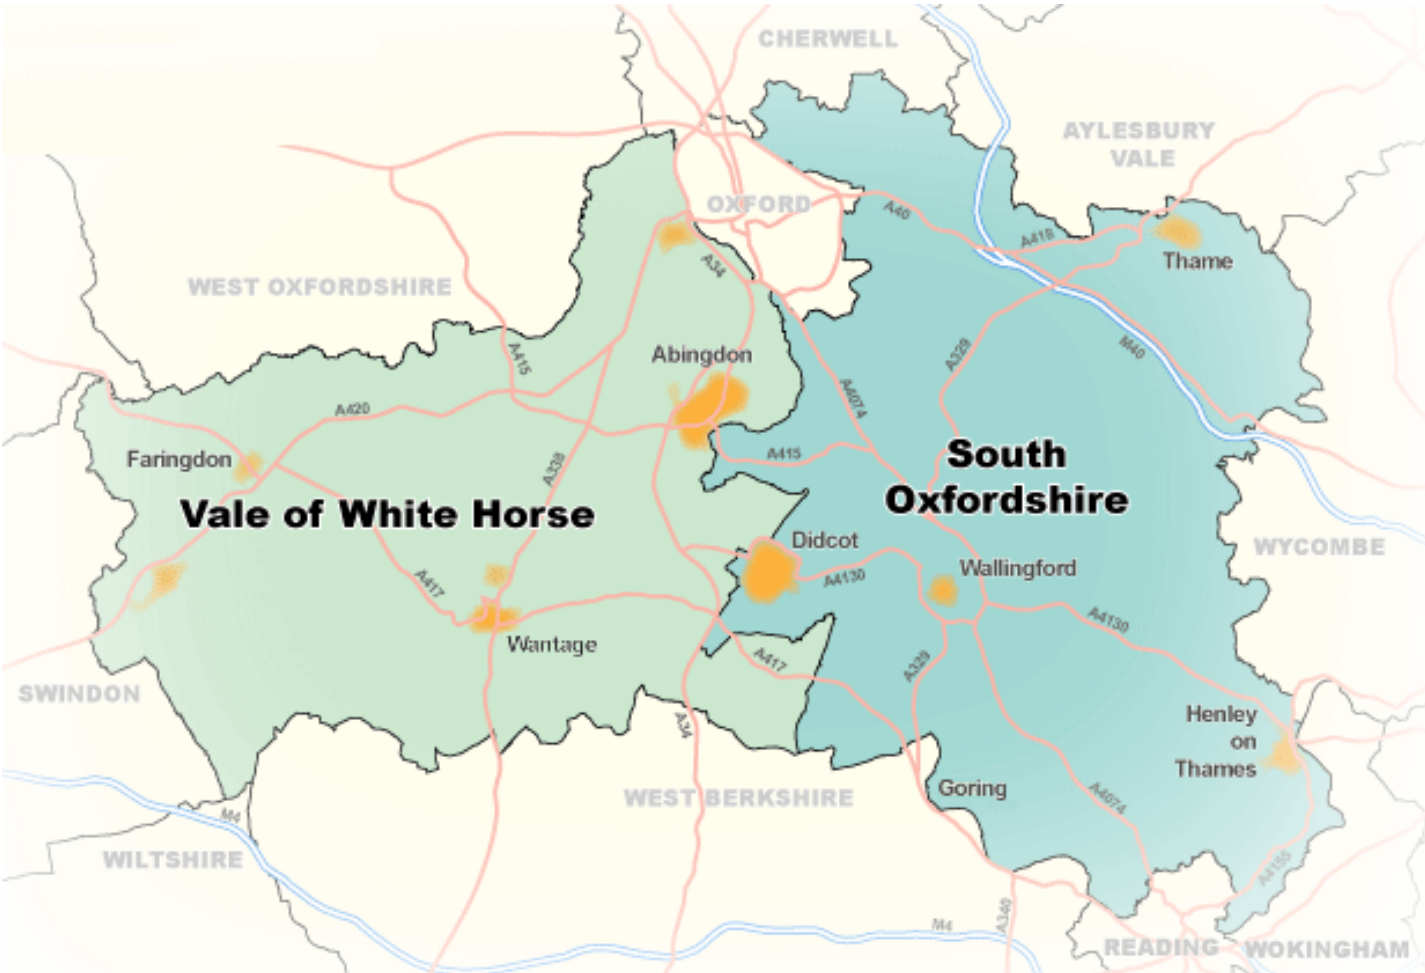 CHERWELL
AYLESBURY
VALE
OXFORD
A40
A418
Thame
A34
WEST OXFORDSHIRE
M40
A329
Abingdon
A415
A4074
A420
South
Oxfordshire
A415
Faringdon
A338
Vale of White Horse
Didcot
WYCOMBE
A4130
Wallingford
A417
A4130
Wantage
A417
A329
SWINDON
Henley
on
Thames
A34
Goring
WEST BERKSHIRE
A4074
M4
WILTSHIRE
A4155
A340
M4
READING
WOKINGHAM